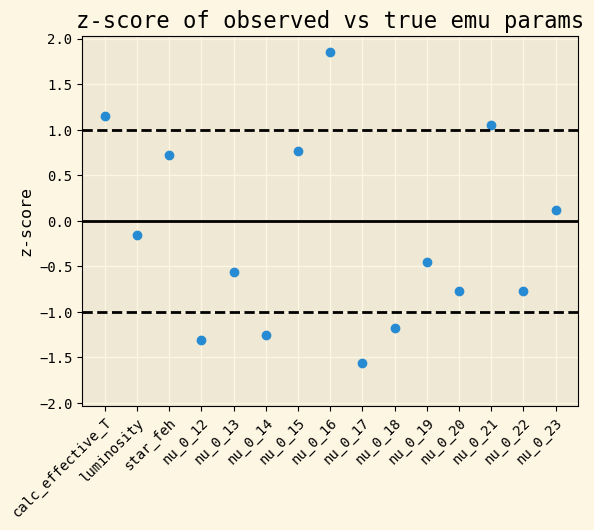 z-score of observed vs true emu params
z-score
2.0
1.5
1.0
0.5
0.0
−0.5
−1.0
−1.5
−2.0
calc_effective_T
luminosity
star_feh
nu_0_12
nu_0_13
nu_0_14
nu_0_15
nu_0_16
nu_0_17
nu_0_18
nu_0_19
nu_0_20
nu_0_21
nu_0_22
nu_0_23